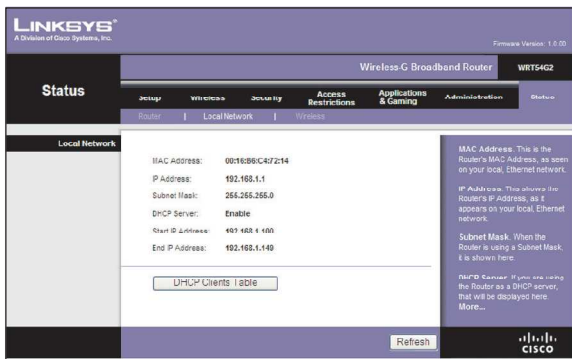 LINKSYS®
A Division of Cisco Systems, Inc.
Firmware Version: 1.0.00
Wireless-G Broadband Router WRT54G2
Status
Setup Wireless Security Access Restrictions Applications & Gaming Administration Status
Router | Local Network | Wireless
Local Network
MAC Address: 00:16:B6:C4:72:14
IP Address: 192.168.1.1
Subnet Mask: 255.255.255.0
DHCP Server: Enable
Start IP Address: 192.168.1.100
End IP Address: 192.168.1.149
DHCP Clients Table
MAC Address. This is the
Router's MAC Address, as seen
on your local, Ethernet network.
IP Address. This shows the
Router's IP Address, as it
appears on your local, Ethernet
network.
Subnet Mask. When the
Router is using a Subnet Mask,
it is shown here.
DHCP Server. If you are using
the Router as a DHCP server,
that will be displayed here.
More...
Refresh
CISCO